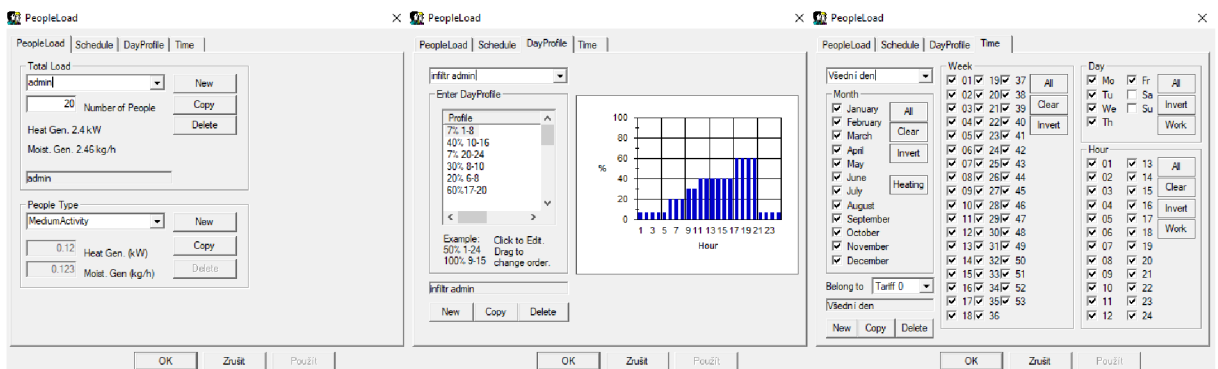 PeopleLoad
PeopleLoad Schedule DayProfile Time
Total Load
admin New
20 Number of People Copy
Heat Gen. 2.4 kW Delete
Moist. Gen. 2.46 kg/h
admin
People Type
MediumActivity New
0.12 Heat Gen. (kW) Copy
0.123 Moist. Gen (kg/h) Delete
OK Zrušit Použít
PeopleLoad
PeopleLoad Schedule DayProfile Time
infiltr admin
Enter DayProfile
Profile
7% 1-8
40% 10-16
7% 20-24
30% 8-10
20% 6-8
60%17-20
Example: Click to Edit.
50% 1-24 Drag to
100% 9-15 change order.
infiltr admin
New Copy Delete
100
80
60
%
40
20
0
1 3 5 7 9 11 13 15 17 19 21 23
Hour
OK Zrušit Použít
PeopleLoad
PeopleLoad Schedule DayProfile Time
Všední den
Month
January All
February
March Clear
April Invert
May
June
July Heating
August
September
October
November
December
Belong to Tariff 0
Všední den
New Copy Delete
Week
01 19 37 All
02 20 38
03 21 39 Clear
04 22 40 Invert
05 23 41
06 24 42
07 25 43
08 26 44
09 27 45
10 28 46
11 29 47
12 30 48
13 31 49
14 32 50
15 33 51
16 34 52
17 35 53
18 36
Day
Mo Fr All
Tu Sa
We Su Invert
Th Work
Hour
01 13 All
02 14
03 15 Clear
04 16 Invert
05 17
06 18 Work
07 19
08 20
09 21
10 22
11 23
12 24
OK Zrušit Použít